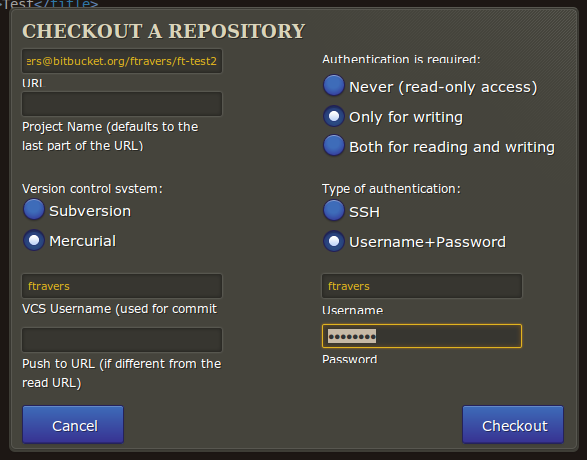 >Test</title>
CHECKOUT A REPOSITORY
ers@bitbucket.org/ftravers/ft-test2
URL
Project Name (defaults to the
last part of the URL)
Authentication is required:
Never (read-only access)
Only for writing
Both for reading and writing
Version control system:
Subversion
Mercurial
Type of authentication:
SSH
Username+Password
ftravers
VCS Username (used for commit
Push to URL (if different from the
read URL)
ftravers
Username
••••••••
Password
Cancel
Checkout